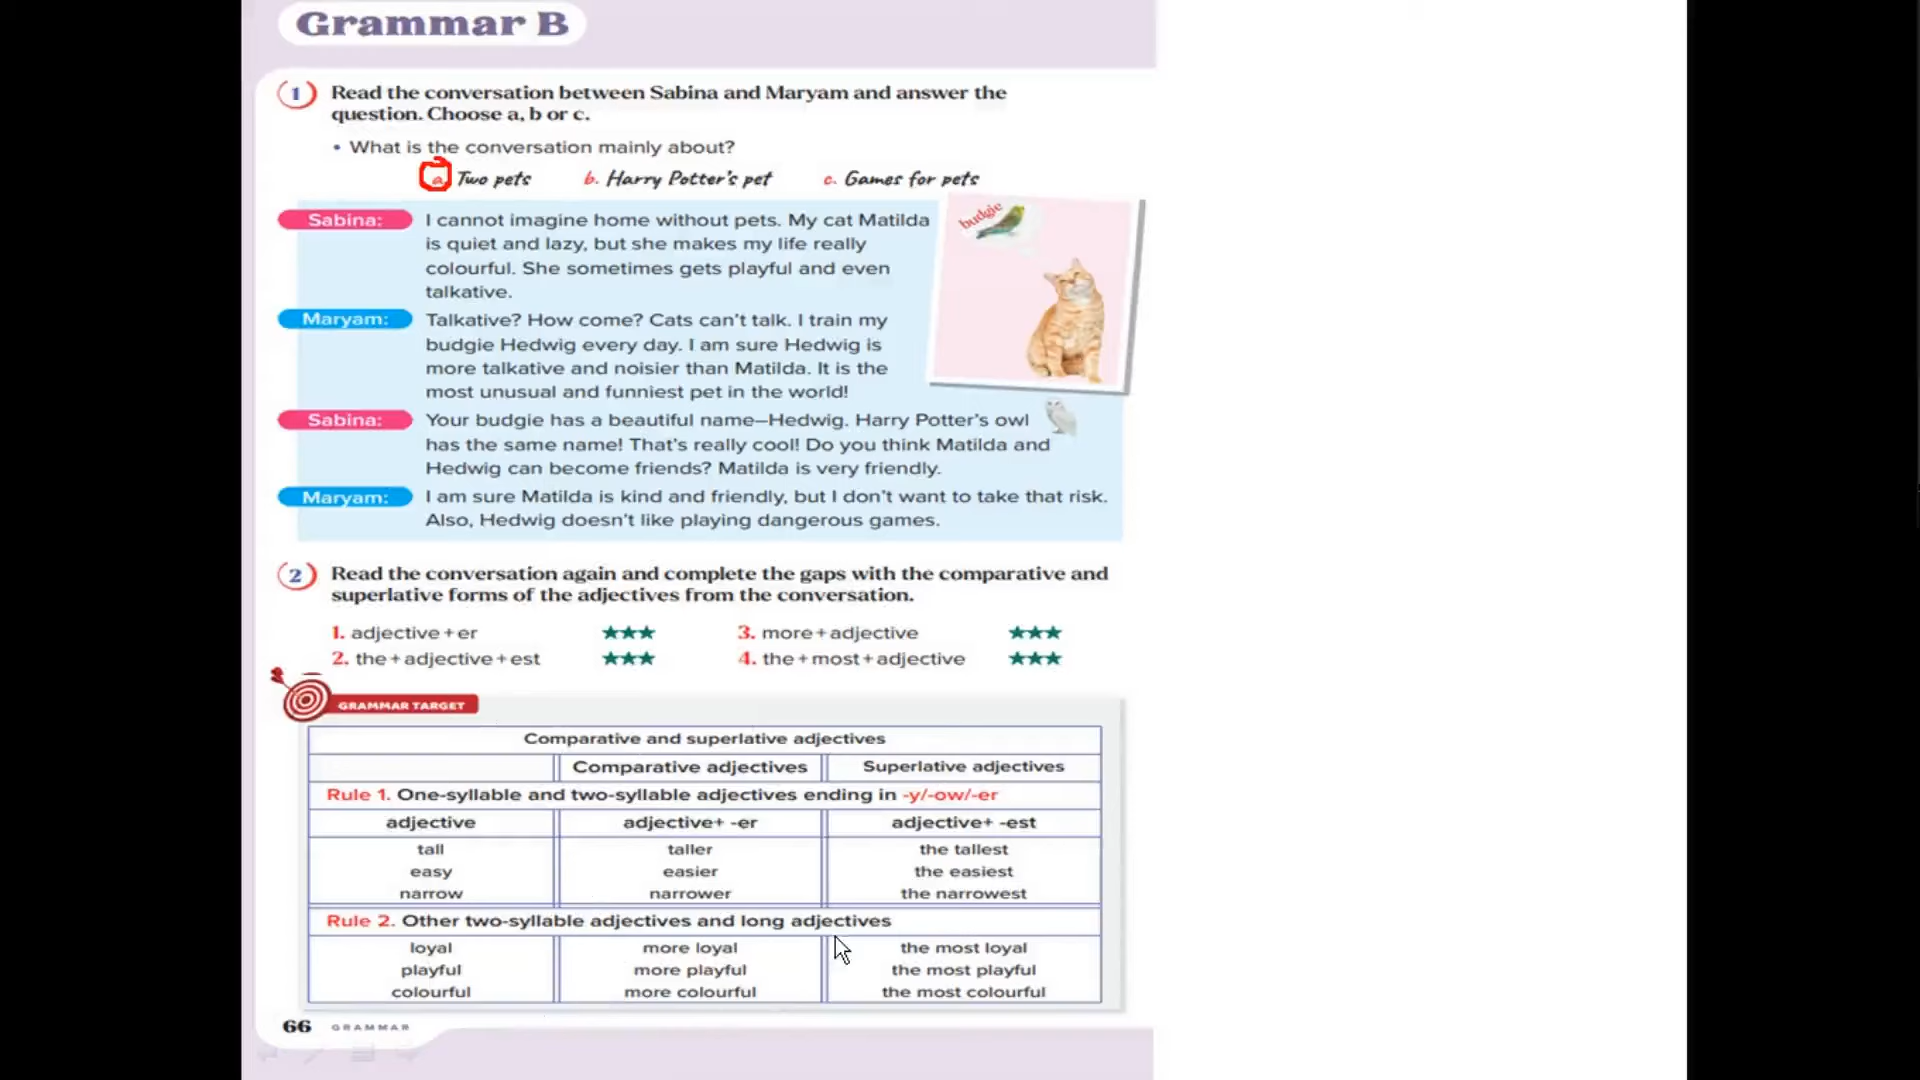 Grammar B
1 Read the conversation between Sabina and Maryam and answer the
question. Choose a, b or c.
• What is the conversation mainly about?
a. Two pets b. Harry Potter's pet c. Games for pets
Sabina: I cannot imagine home without pets. My cat Matilda
is quiet and lazy, but she makes my life really
colourful. She sometimes gets playful and even
talkative.
budgie
Maryam: Talkative? How come? Cats can't talk. I train my
budgie Hedwig every day. I am sure Hedwig is
more talkative and noisier than Matilda. It is the
most unusual and funniest pet in the world!
Sabina: Your budgie has a beautiful name—Hedwig. Harry Potter's owl
has the same name! That's really cool! Do you think Matilda and
Hedwig can become friends? Matilda is very friendly.
Maryam: I am sure Matilda is kind and friendly, but I don't want to take that risk.
Also, Hedwig doesn't like playing dangerous games.
2 Read the conversation again and complete the gaps with the comparative and
superlative forms of the adjectives from the conversation.
1. adjective+er ★★★ 3. more+adjective ★★★
2. the+adjective+est ★★★ 4. the+most+adjective ★★★
GRAMMAR TARGET
Comparative and superlative adjectives
Comparative adjectives Superlative adjectives
Rule 1. One-syllable and two-syllable adjectives ending in -y/-ow/-er
adjective adjective+ -er adjective+ -est
tall taller the tallest
easy easier the easiest
narrow narrower the narrowest
Rule 2. Other two-syllable adjectives and long adjectives
loyal more loyal the most loyal
playful more playful the most playful
colourful more colourful the most colourful
66 GRAMMAR